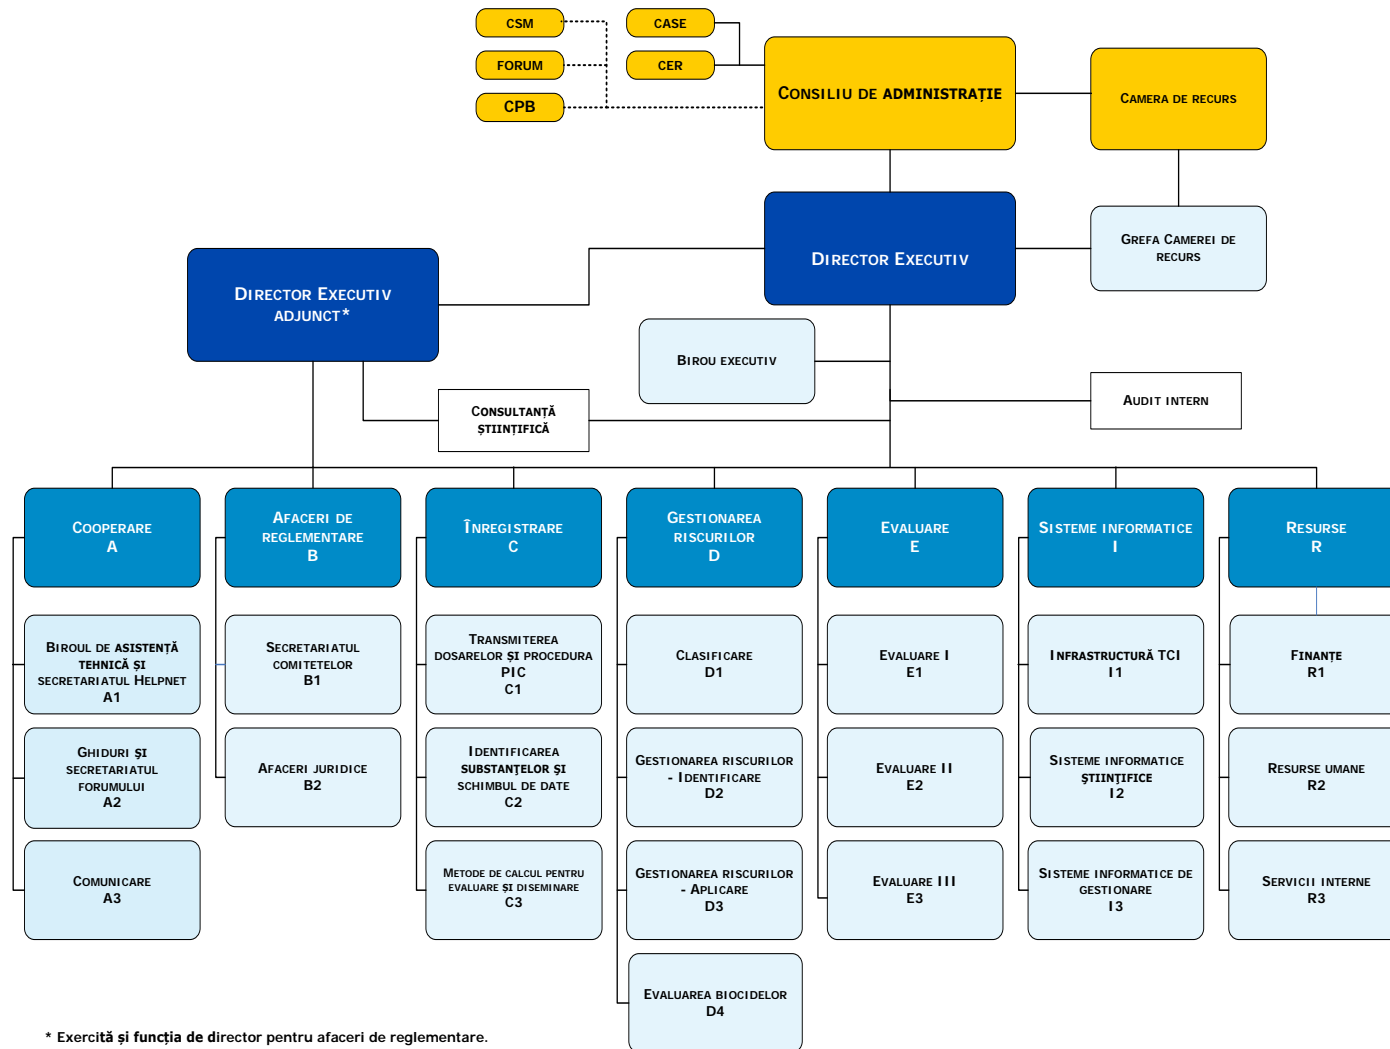 CSM
CASE
FORUM
CER
CPB
CONSILIU DE ADMINISTRAȚIE
CAMERA DE RECURS
DIRECTOR EXECUTIV
GREFA CAMEREI DE
RECURS
DIRECTOR EXECUTIV
ADJUNCT*
BIROU EXECUTIV
AUDIT INTERN
CONSULTANȚĂ
ȘTIINȚIFICĂ
COOPERARE
A
AFACERI DE
REGLEMENTARE
B
ÎNREGISTRARE
C
GESTIONAREA
RISCURILOR
D
EVALUARE
E
SISTEME INFORMATICE
I
RESURSE
R
BIROUL DE ASISTENȚĂ
TEHNICĂ ȘI
SECRETARIATUL HELPNET
A1
SECRETARIATUL
COMITETELOR
B1
TRANSMITEREA
DOSARELOR ȘI PROCEDURA
PIC
C1
CLASIFICARE
D1
EVALUARE I
E1
INFRASTRUCTURĂ TCI
I1
FINANȚE
R1
GHIDURI ȘI
SECRETARIATUL
FORUMULUI
A2
AFACERI JURIDICE
B2
IDENTIFICAREA
SUBSTANŢELOR ŞI
SCHIMBUL DE DATE
C2
GESTIONAREA RISCURILOR
- IDENTIFICARE
D2
EVALUARE II
E2
SISTEME INFORMATICE
ŞTIINŢIFICE
I2
RESURSE UMANE
R2
COMUNICARE
A3
METODE DE CALCUL PENTRU
EVALUARE ȘI DISEMINARE
C3
GESTIONAREA RISCURILOR
- APLICARE
D3
EVALUARE III
E3
SISTEME INFORMATICE DE
GESTIONARE
I3
SERVICII INTERNE
R3
EVALUAREA BIOCIDELOR
D4
* Exercită și funcția de director pentru afaceri de reglementare.